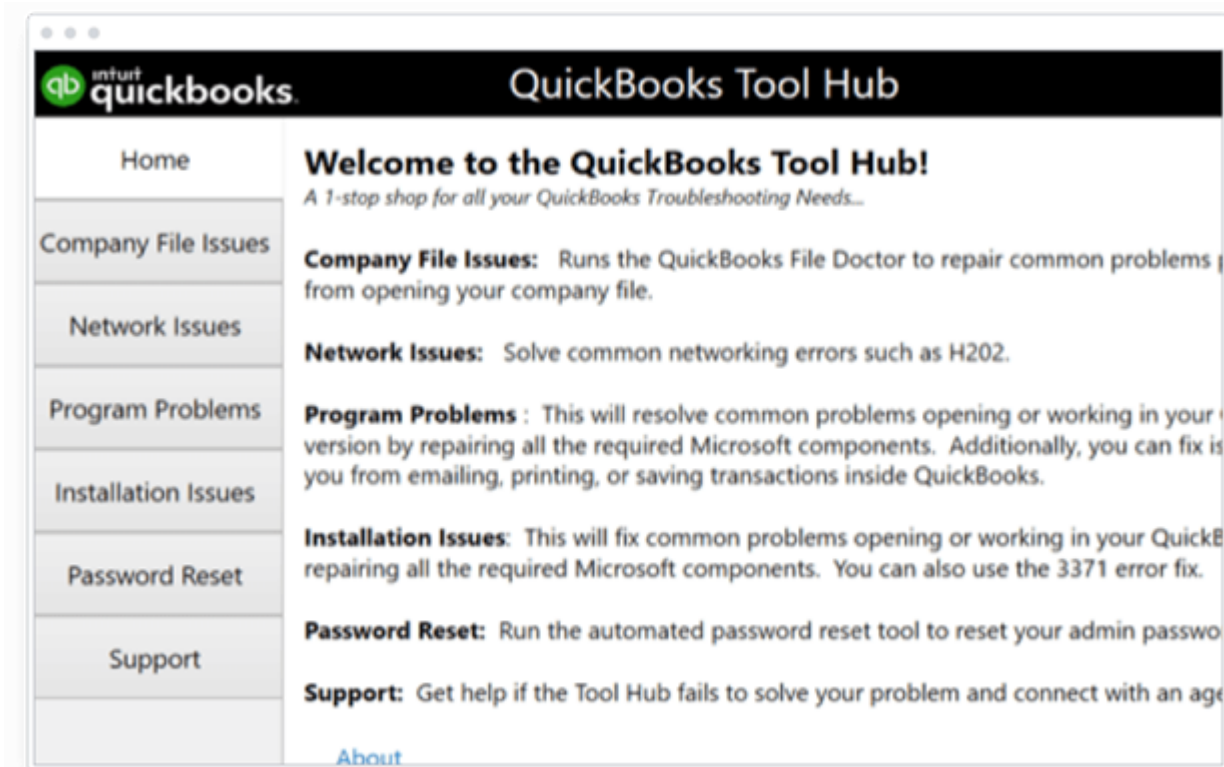 intuit
quickbooks.
QuickBooks Tool Hub
Home
Company File Issues
Network Issues
Program Problems
Installation Issues
Password Reset
Support
Welcome to the QuickBooks Tool Hub!
A 1-stop shop for all your QuickBooks Troubleshooting Needs...
Company File Issues: Runs the QuickBooks File Doctor to repair common problems
from opening your company file.
Network Issues: Solve common networking errors such as H202.
Program Problems : This will resolve common problems opening or working in your
version by repairing all the required Microsoft components. Additionally, you can fix is
you from emailing, printing, or saving transactions inside QuickBooks.
Installation Issues: This will fix common problems opening or working in your QuickB
repairing all the required Microsoft components. You can also use the 3371 error fix.
Password Reset: Run the automated password reset tool to reset your admin passwo
Support: Get help if the Tool Hub fails to solve your problem and connect with an age
About